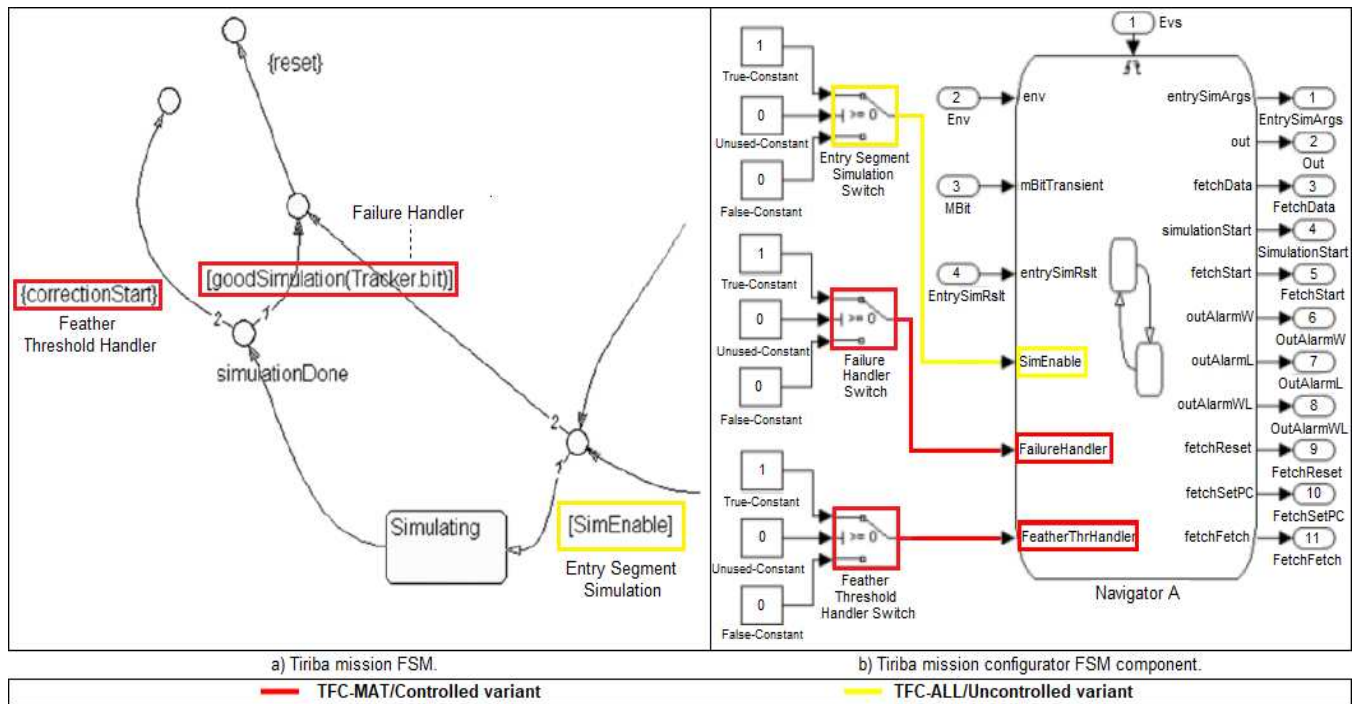 {reset}
Failure Handler
[goodSimulation(Tracker.bit)]
{correctionStart}
Feather
Threshold Handler
2
1
simulationDone
2
1
Simulating
[SimEnable]
Entry Segment
Simulation
a) Tiriba mission FSM.
1
Evs
1
True-Constant
0
Unused-Constant
0
False-Constant
>= 0
Entry Segment
Simulation
Switch
1
True-Constant
0
Unused-Constant
0
False-Constant
>= 0
Failure
Handler
Switch
1
True-Constant
0
Unused-Constant
0
False-Constant
>= 0
Feather
Threshold
Handler Switch
2
Env
3
MBit
4
EntrySimRslt
env
mBitTransient
entrySimRslt
SimEnable
FailureHandler
FeatherThrHandler
entrySimArgs
out
fetchData
simulationStart
fetchStart
outAlarmW
outAlarmL
outAlarmWL
fetchReset
fetchSetPC
fetchFetch
1
EntrySimArgs
2
Out
3
FetchData
4
SimulationStart
5
FetchStart
6
OutAlarmW
7
OutAlarmL
8
OutAlarmWL
9
FetchReset
10
FetchSetPC
11
FetchFetch
Navigator A
b) Tiriba mission configurator FSM component.
TFC-MAT/Controlled variant
TFC-ALL/Uncontrolled variant